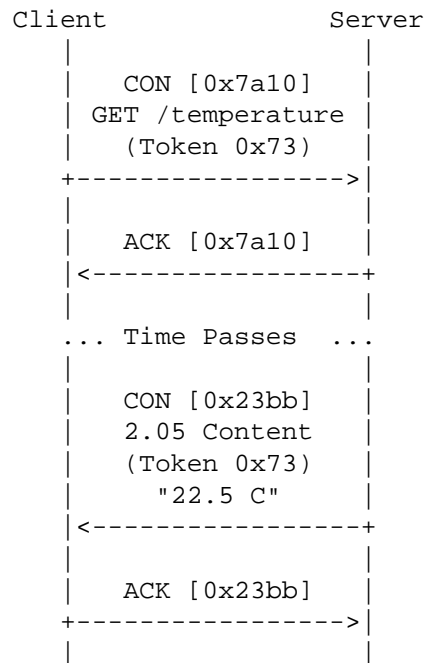 Client Server
CON [0x7a10]
GET /temperature
(Token 0x73)
ACK [0x7a10]
... Time Passes ...
CON [0x23bb]
2.05 Content
(Token 0x73)
"22.5 C"
ACK [0x23bb]